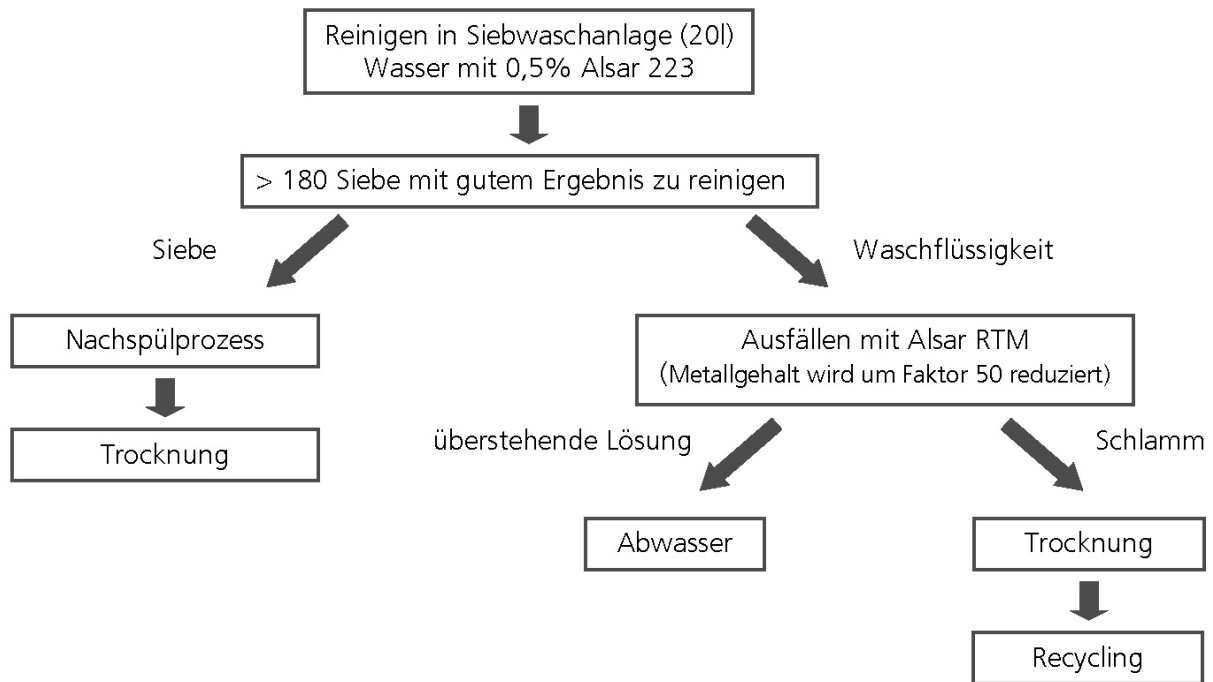 Reinigen in Siebwaschanlage (20l)
Wasser mit 0,5% Alsar 223
> 180 Siebe mit gutem Ergebnis zu reinigen
Siebe
Waschflüssigkeit
Nachspülprozess
Ausfällen mit Alsar RTM
(Metallgehalt wird um Faktor 50 reduziert)
Trocknung
überstehende Lösung
Schlamm
Abwasser
Trocknung
Recycling